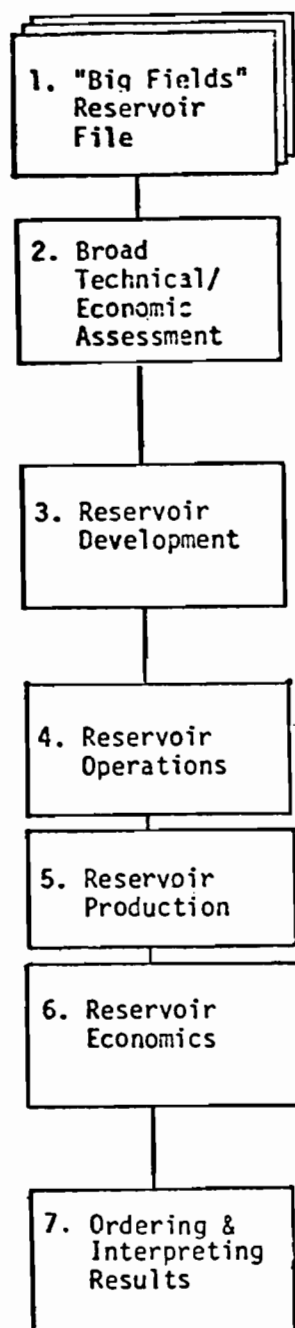 1. "Big Fields"
Reservoir
File
2. Broad
Technical/
Economic
Assessment
3. Reservoir
Development
4. Reservoir
Operations
5. Reservoir
Production
6. Reservoir
Economics
7. Ordering &
Interpreting
Results